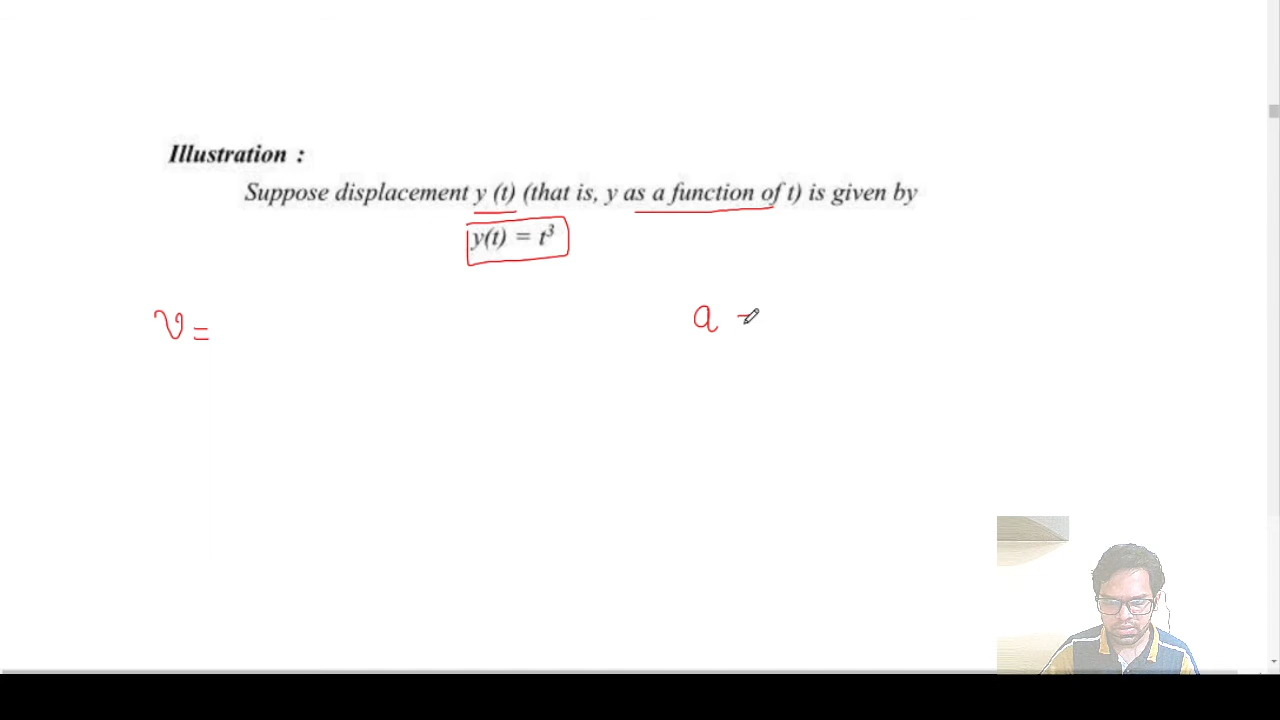 Illustration :
Suppose displacement y (t) (that is, y as a function of t) is given by
y(t) = t³
v =
a =